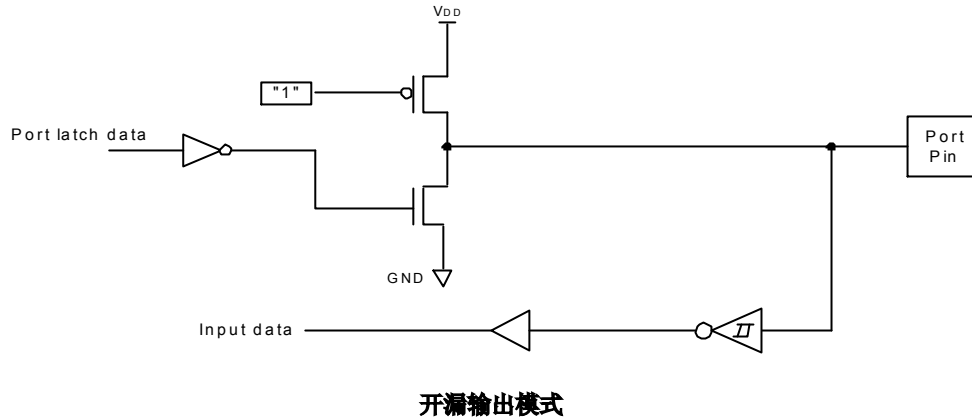 VDD
"1"
Port latch data
Port
Pin
GND
Input data
开漏输出模式